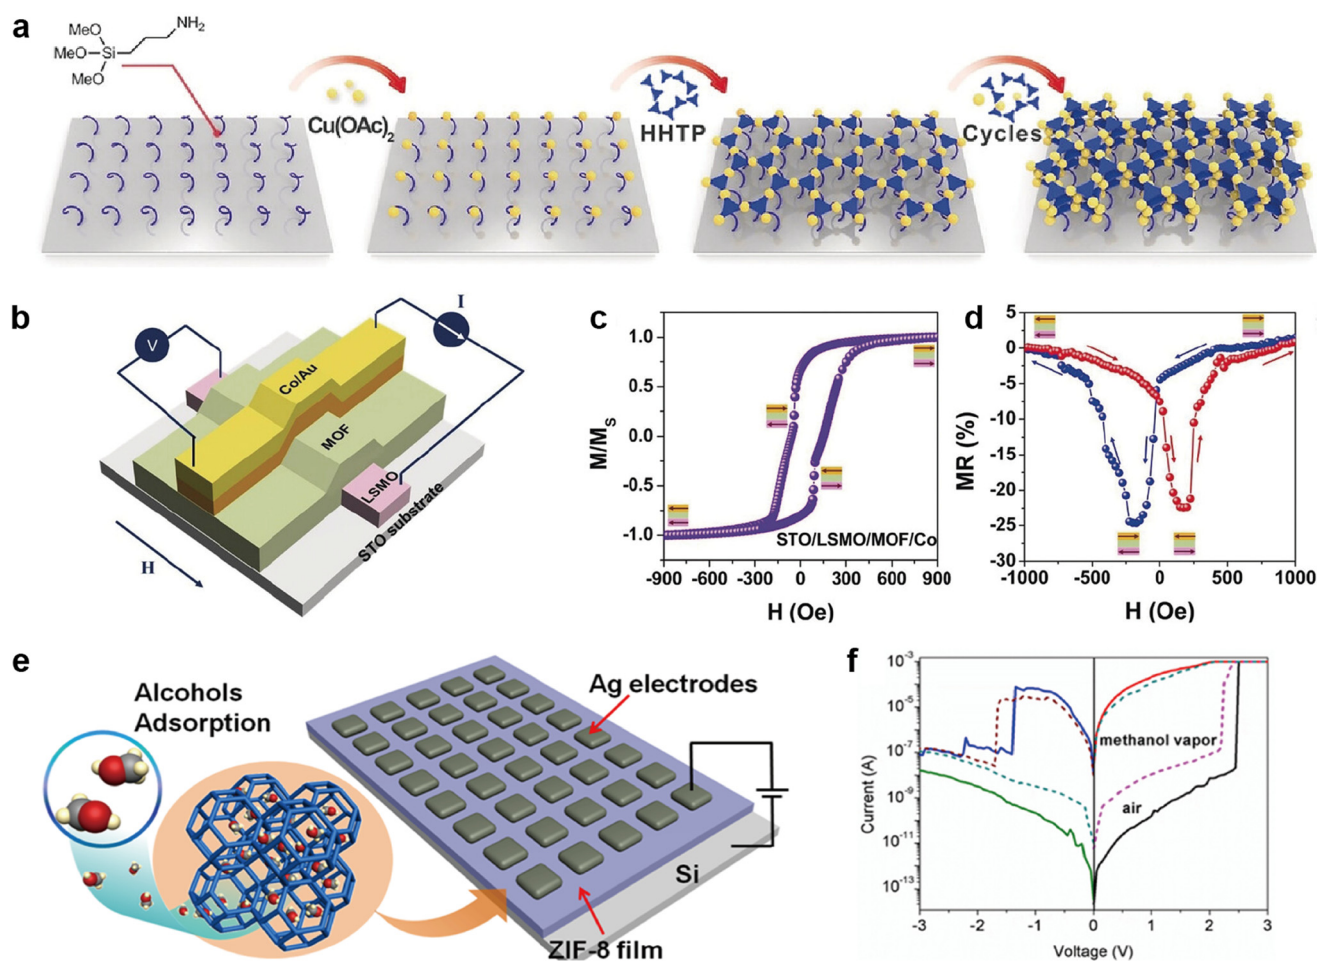 a
NH2
MeO
MeO Si
MeO
Cu(OAc)2
HHTP
Cycles
b
V
I
Co/Au
MOF
LSMO
STO substrate
H
c
M/MS
1.0
0.5
0.0
-0.5
-1.0
STO/LSMO/MOF/Co
-900 -600 -300 0 300 600 900
H (Oe)
d
MR (%)
5
0
-5
-10
-15
-20
-25
-30
-1000 -500 0 500 1000
H (Oe)
e
Alcohols
Adsorption
Ag electrodes
Si
ZIF-8 film
f
Current (A)
10-3
10-5
10-7
10-9
10-11
10-13
methanol vapor
air
-3 -2 -1 0 1 2 3
Voltage (V)